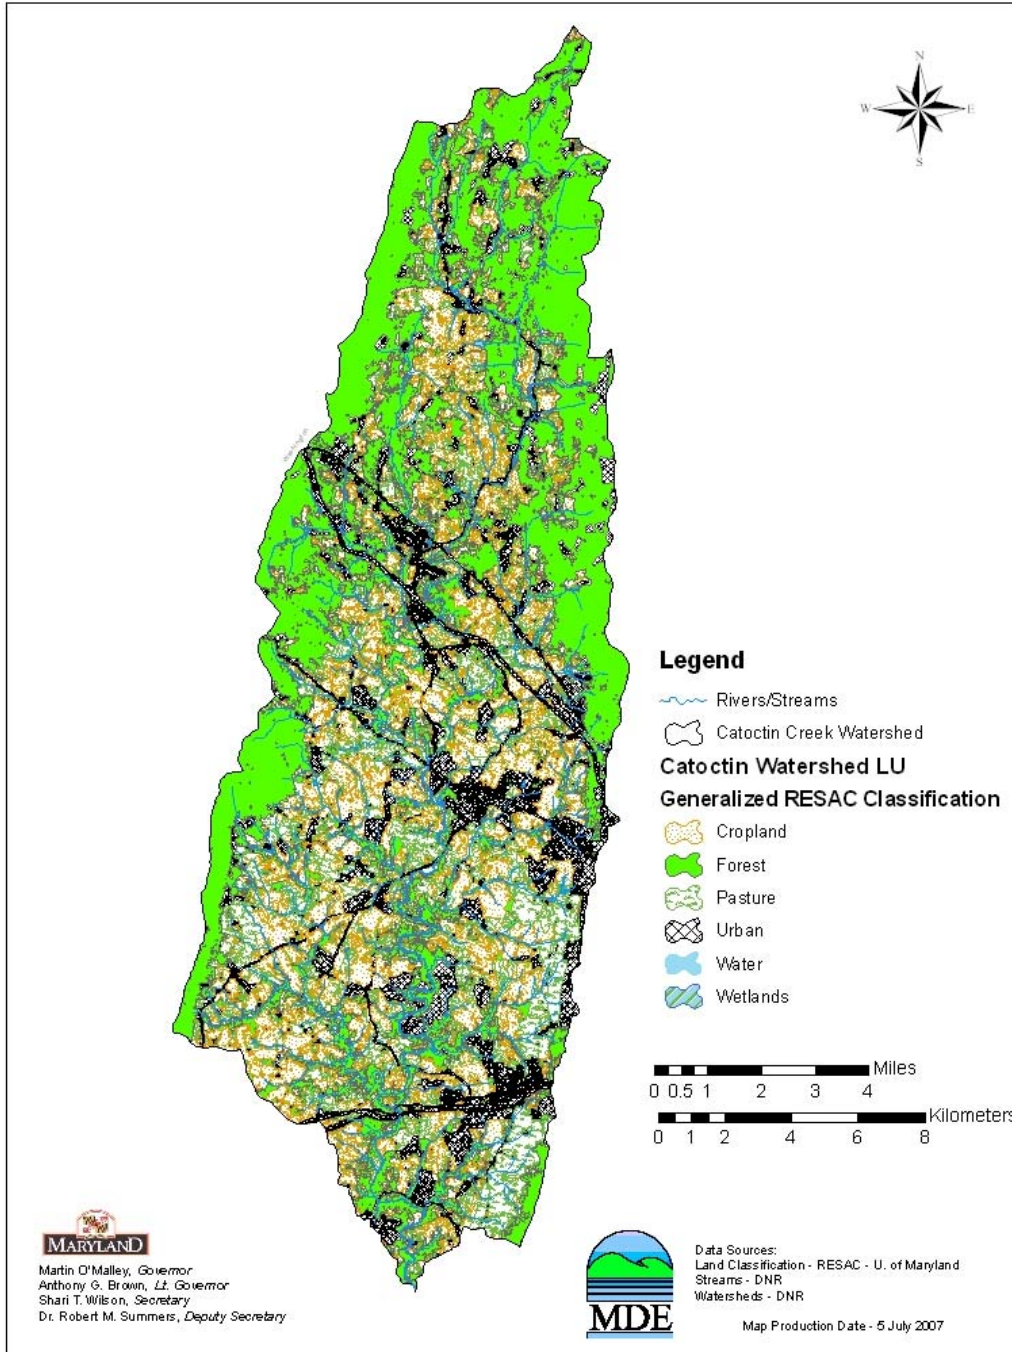 N
W
E
S
Washington
Legend
Rivers/Streams
Catoctin Creek Watershed
Catoctin Watershed LU
Generalized RESAC Classification
Cropland
Forest
Pasture
Urban
Water
Wetlands
Miles
0 0.5 1 2 3 4
Kilometers
0 1 2 4 6 8
MARYLAND
Martin O'Malley, Governor
Anthony G. Brown, Lt. Governor
Shari T. Wilson, Secretary
Dr. Robert M. Summers, Deputy Secretary
MDE
Data Sources:
Land Classification - RESAC - U. of Maryland
Streams - DNR
Watersheds - DNR
Map Production Date - 5 July 2007